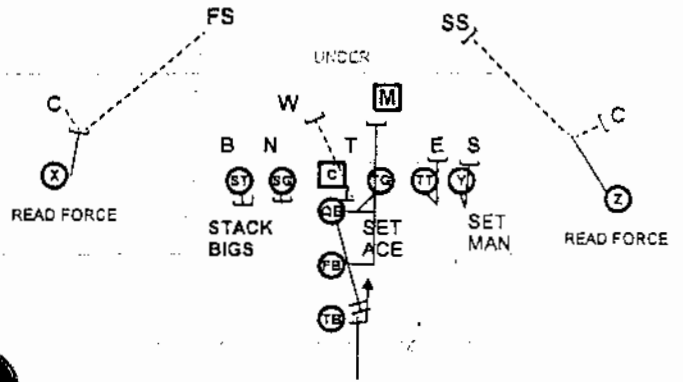 FS
SS
UNDER
C
W
M
C
B N T E S
X
ST
SG
C
TG
TT
Y
Z
READ FORCE
STACK
BIGS
QB
SET
ACE
SET
MAN
READ FORCE
FB
TB